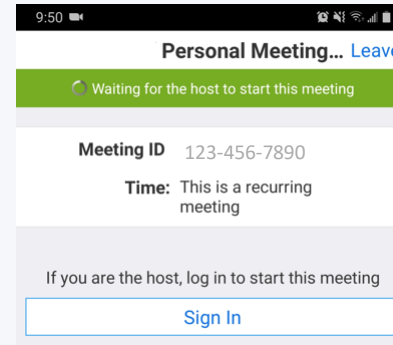 9:50
Personal Meeting... Leave
Waiting for the host to start this meeting
Meeting ID 123-456-7890
Time: This is a recurring
meeting
If you are the host, log in to start this meeting
Sign In